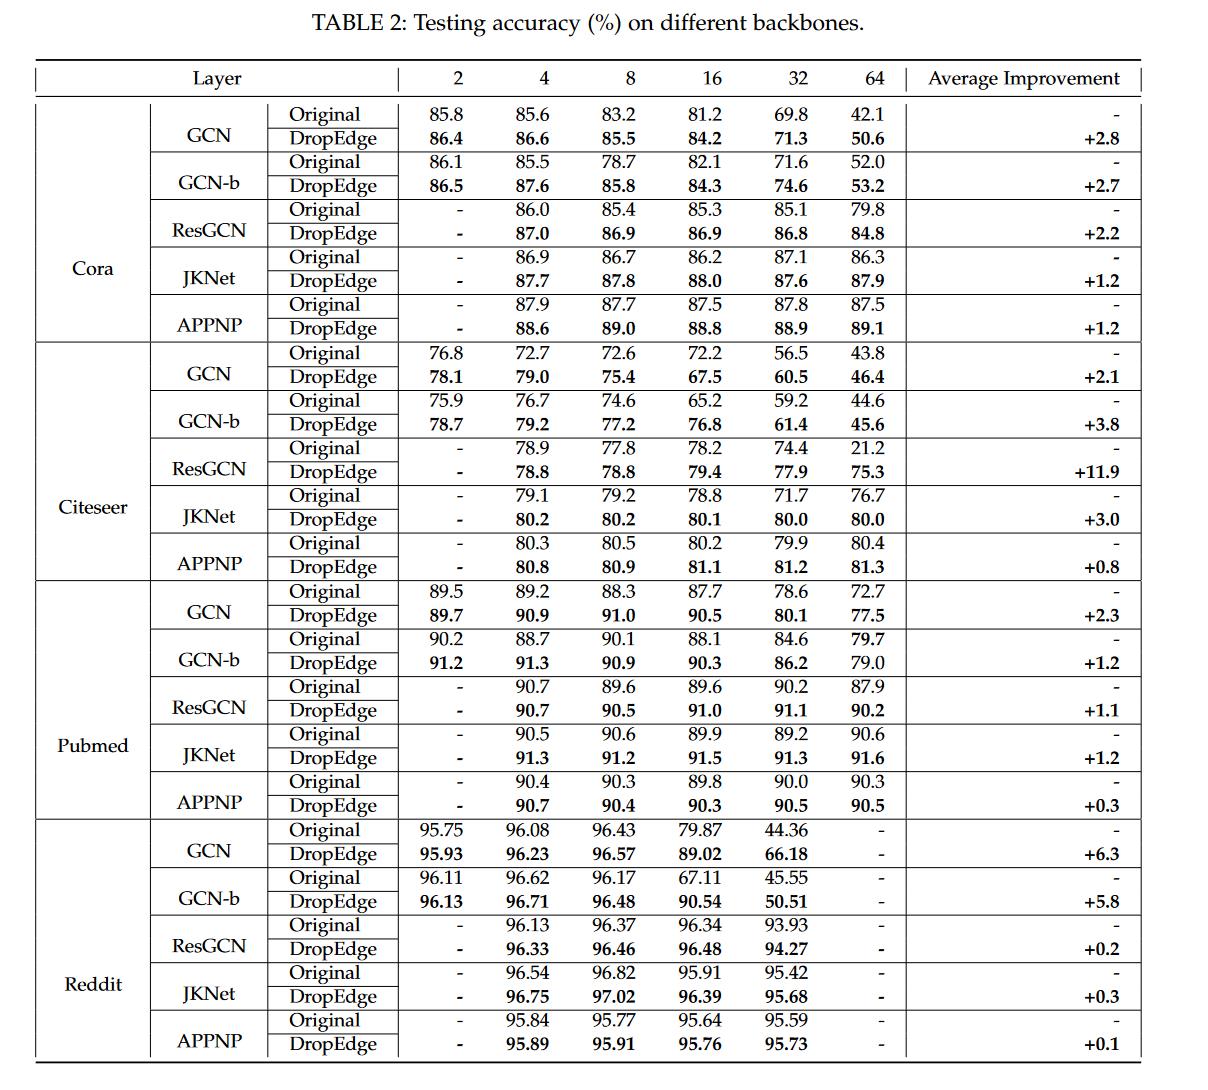 TABLE 2: Testing accuracy (%) on different backbones.
Layer 2 4 8 16 32 64 Average Improvement
Original 85.8 85.6 83.2 81.2 69.8 42.1 -
GCN
DropEdge 86.4 86.6 85.5 84.2 71.3 50.6 +2.8
Original 86.1 85.5 78.7 82.1 71.6 52.0 -
GCN-b
DropEdge 86.5 87.6 85.8 84.3 74.6 53.2 +2.7
Original - 86.0 85.4 85.3 85.1 79.8 -
ResGCN
DropEdge - 87.0 86.9 86.9 86.8 84.8 +2.2
Original - 86.9 86.7 86.2 87.1 86.3 -
Cora
JKNet
DropEdge - 87.7 87.8 88.0 87.6 87.9 +1.2
Original - 87.9 87.7 87.5 87.8 87.5 -
APPNP
DropEdge - 88.6 89.0 88.8 88.9 89.1 +1.2
Original 76.8 72.7 72.6 72.2 56.5 43.8 -
GCN
DropEdge 78.1 79.0 75.4 67.5 60.5 46.4 +2.1
Original 75.9 76.7 74.6 65.2 59.2 44.6 -
GCN-b
DropEdge 78.7 79.2 77.2 76.8 61.4 45.6 +3.8
Original - 78.9 77.8 78.2 74.4 21.2 -
ResGCN
DropEdge - 78.8 78.8 79.4 77.9 75.3 +11.9
Original - 79.1 79.2 78.8 71.7 76.7 -
Citeseer
JKNet
DropEdge - 80.2 80.2 80.1 80.0 80.0 +3.0
Original - 80.3 80.5 80.2 79.9 80.4 -
APPNP
DropEdge - 80.8 80.9 81.1 81.2 81.3 +0.8
Original 89.5 89.2 88.3 87.7 78.6 72.7 -
GCN
DropEdge 89.7 90.9 91.0 90.5 80.1 77.5 +2.3
Original 90.2 88.7 90.1 88.1 84.6 79.7 -
GCN-b
DropEdge 91.2 91.3 90.9 90.3 86.2 79.0 +1.2
Original - 90.7 89.6 89.6 90.2 87.9 -
ResGCN
DropEdge - 90.7 90.5 91.0 91.1 90.2 +1.1
Original - 90.5 90.6 89.9 89.2 90.6 -
Pubmed
JKNet
DropEdge - 91.3 91.2 91.5 91.3 91.6 +1.2
Original - 90.4 90.3 89.8 90.0 90.3 -
APPNP
DropEdge - 90.7 90.4 90.3 90.5 90.5 +0.3
Original 95.75 96.08 96.43 79.87 44.36 - -
GCN
DropEdge 95.93 96.23 96.57 89.02 66.18 - +6.3
Original 96.11 96.62 96.17 67.11 45.55 - -
GCN-b
DropEdge 96.13 96.71 96.48 90.54 50.51 - +5.8
Original - 96.13 96.37 96.34 93.93 - -
ResGCN
DropEdge - 96.33 96.46 96.48 94.27 - +0.2
Original - 96.54 96.82 95.91 95.42 - -
Reddit
JKNet
DropEdge - 96.75 97.02 96.39 95.68 - +0.3
Original - 95.84 95.77 95.64 95.59 - -
APPNP
DropEdge - 95.89 95.91 95.76 95.73 - +0.1